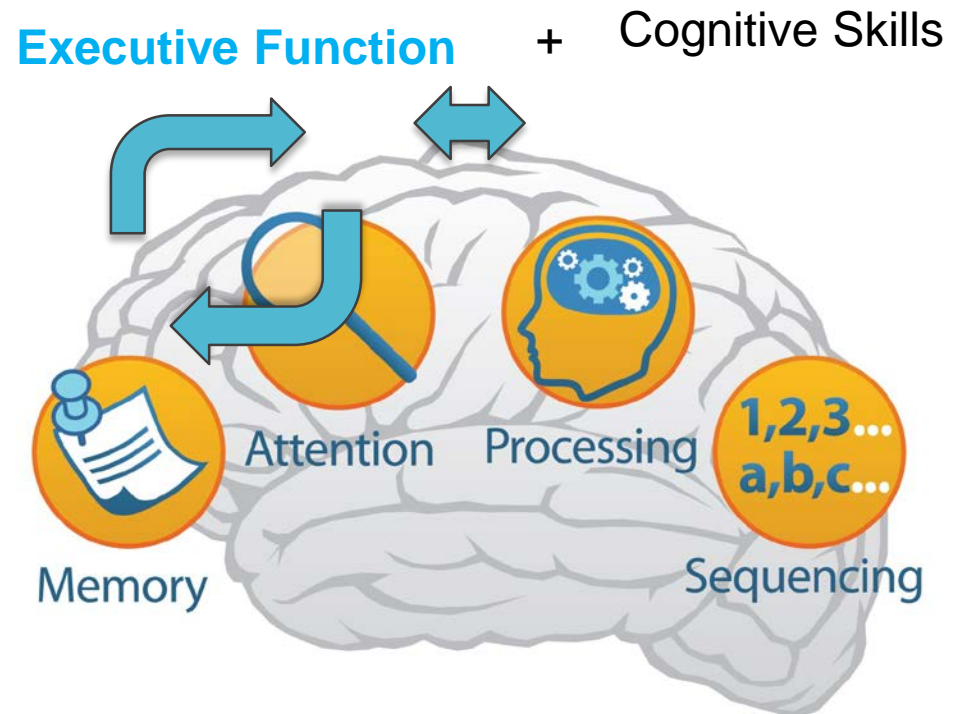 Executive Function + Cognitive Skills
Attention
Processing
1,2,3...
a,b,c...
Memory
Sequencing